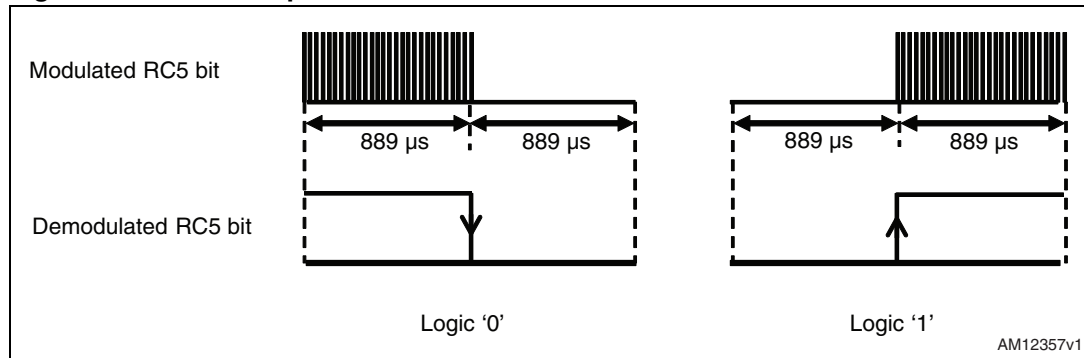 Modulated RC5 bit
889 µs 889 µs 889 µs 889 µs
Demodulated RC5 bit
Logic ‘0’ Logic ‘1’
AM12357v1